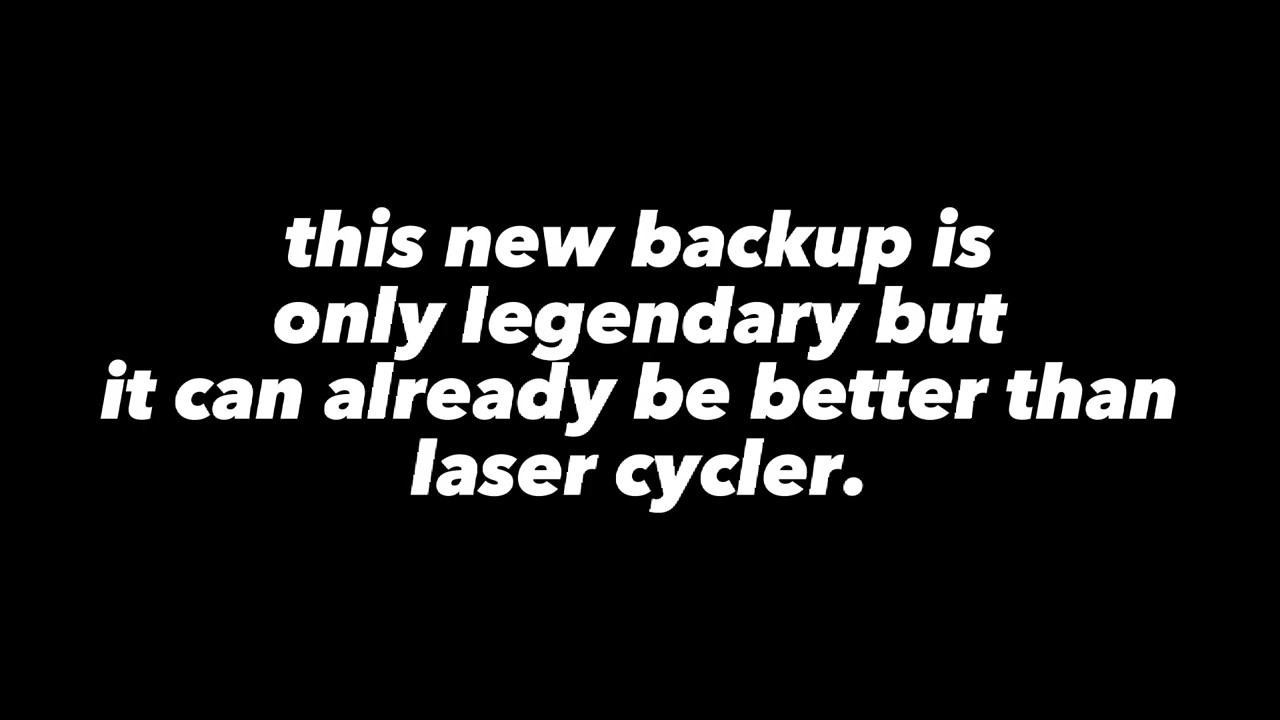 this new backup is
only legendary but
it can already be better than
laser cycler.